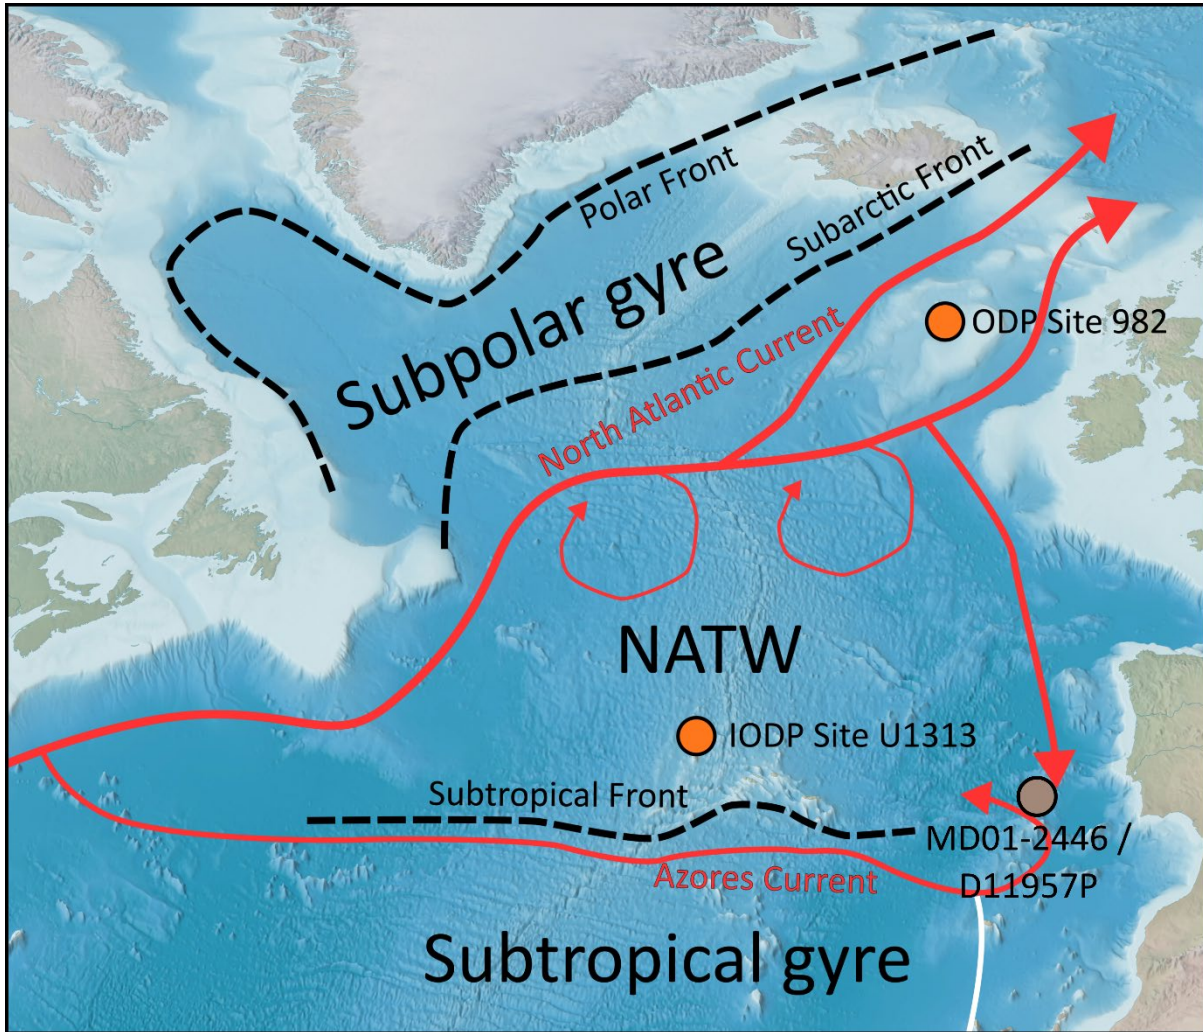 Polar Front
Subarctic Front
Subpolar gyre
ODP Site 982
North Atlantic Current
NATW
IODP Site U1313
Subtropical Front
MD01-2446 /
D11957P
Azores Current
Subtropical gyre